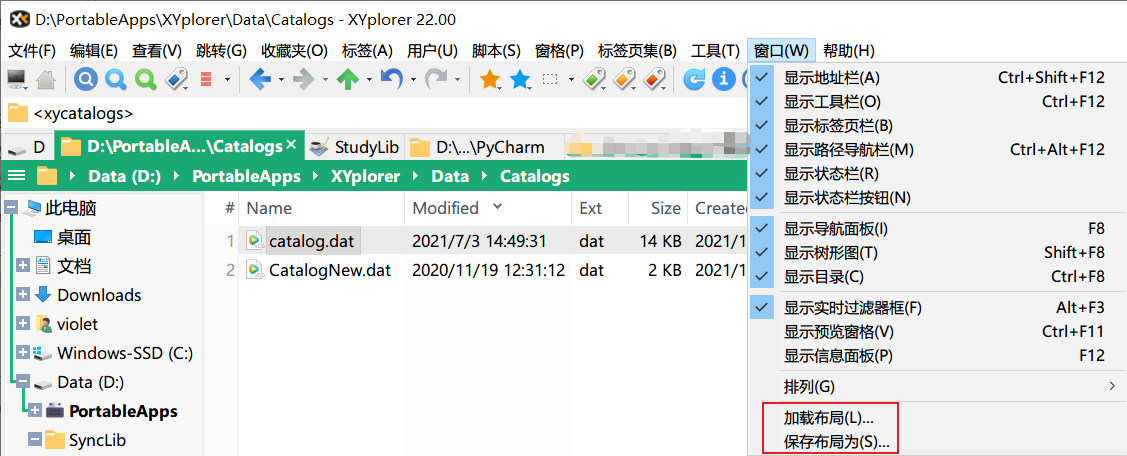 D:\PortableApps\XYplorer\Data\Catalogs - XYplorer 22.00
文件(F) 编辑(E) 查看(V) 跳转(G) 收藏夹(O) 标签(A) 用户(U) 脚本(S) 窗格(P) 标签页集(B) 工具(T) 窗口(W) 帮助(H)
<xycatalogs>
D D:\PortableA...\Catalogs StudyLib D:\...\PyCharm
Data (D:) PortableApps XYplorer Data Catalogs
此电脑
桌面
文档
Downloads
violet
Windows-SSD (C:)
Data (D:)
PortableApps
SyncLib
# Name Modified Ext Size Created
1 catalog.dat 2021/7/3 14:49:31 dat 14 KB 2021/1
2 CatalogNew.dat 2020/11/19 12:31:12 dat 2 KB 2021/1
显示地址栏(A) Ctrl+Shift+F12
显示工具栏(O) Ctrl+F12
显示标签页栏(B)
显示路径导航栏(M) Ctrl+Alt+F12
显示状态栏(R)
显示状态栏按钮(N)
显示导航面板(I) F8
显示树形图(T) Shift+F8
显示目录(C) Ctrl+F8
显示实时过滤器框(F) Alt+F3
显示预览窗格(V) Ctrl+F11
显示信息面板(P) F12
排列(G)
加载布局(L)...
保存布局为(S)...